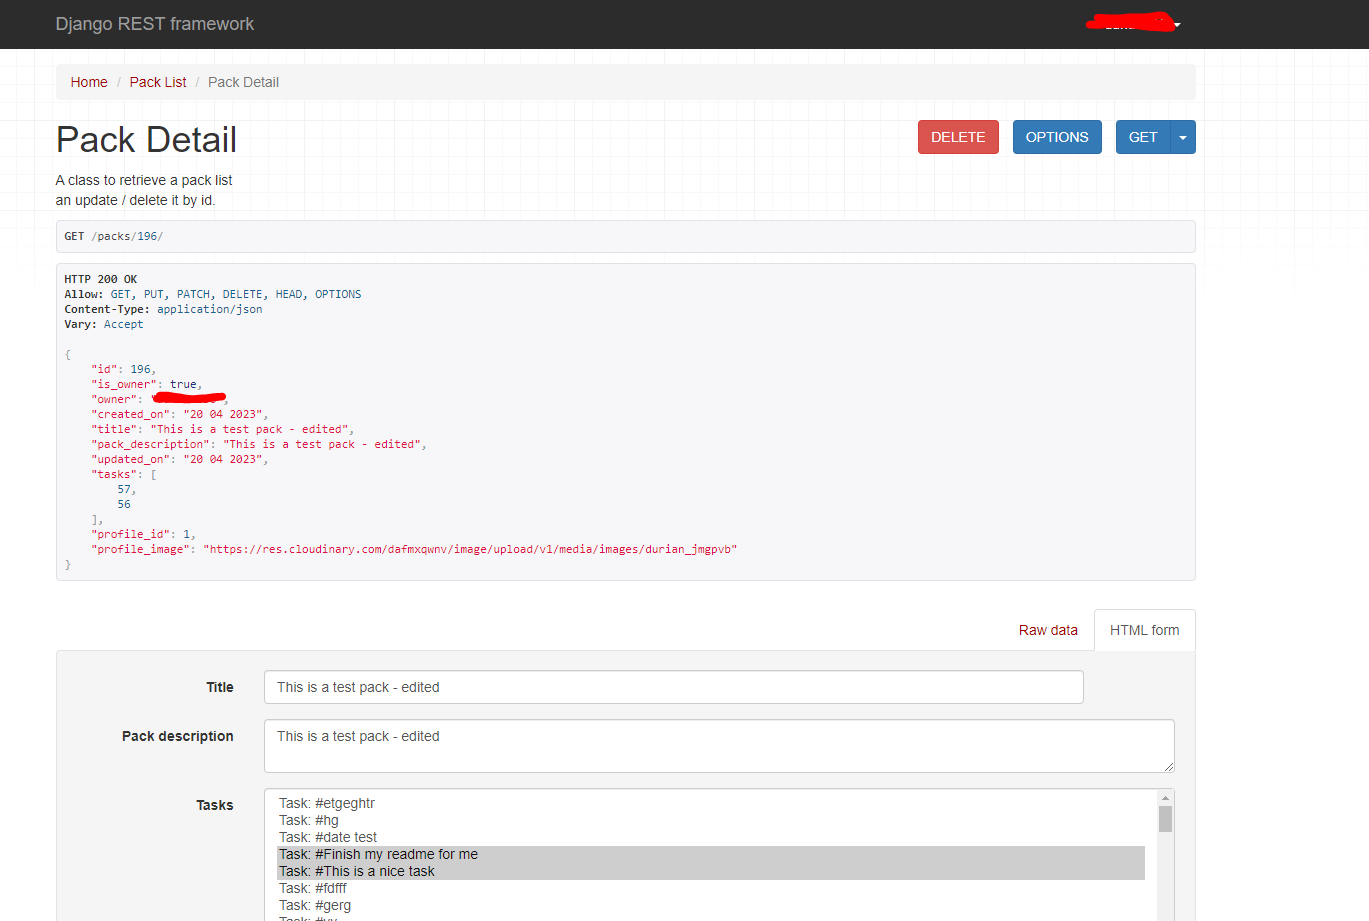 Django REST framework
Home / Pack List / Pack Detail
Pack Detail
DELETE
OPTIONS
GET
A class to retrieve a pack list
an update / delete it by id.
GET /packs/196/
HTTP 200 OK
Allow: GET, PUT, PATCH, DELETE, HEAD, OPTIONS
Content-Type: application/json
Vary: Accept
{
"id": 196,
"is_owner": true,
"owner":
"created_on": "20 04 2023",
"title": "This is a test pack - edited",
"pack_description": "This is a test pack - edited",
"updated_on": "20 04 2023",
"tasks": [
57,
56
],
"profile_id": 1,
"profile_image": "https://res.cloudinary.com/dafmxqwnv/image/upload/v1/media/images/durian_jmgpvb"
}
Raw data
HTML form
Title
This is a test pack - edited
Pack description
This is a test pack - edited
Tasks
Task: #etgeghtr
Task: #hg
Task: #date test
Task: #Finish my readme for me
Task: #This is a nice task
Task: #fdfff
Task: #gerg